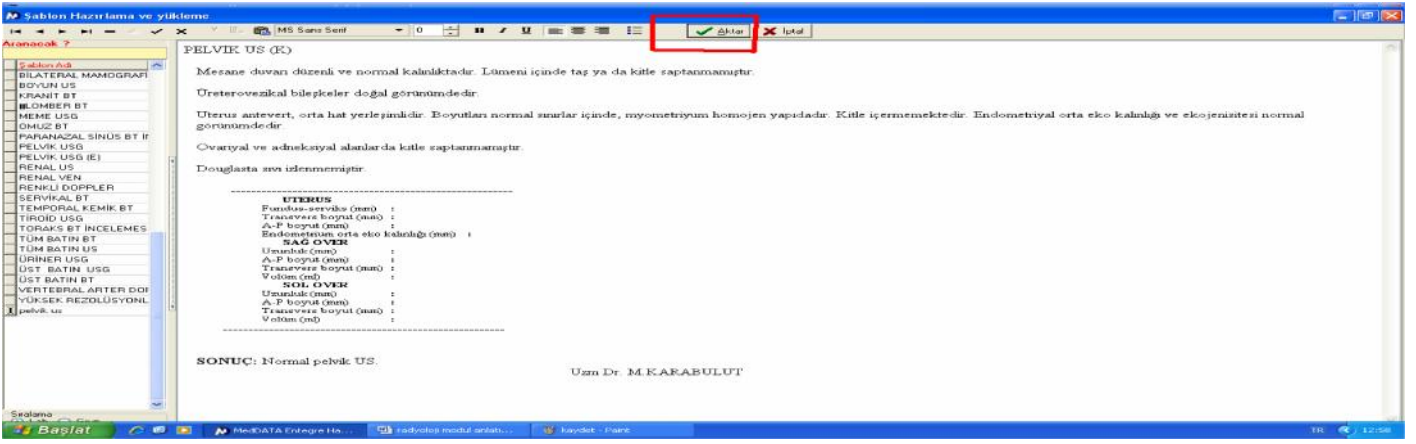 Şablon Hazırlama ve yükleme
MS Sans Serif 0 B I U Aktar İptal
Aranacak ?
Şablon Adı
BİLATERAL MAMOGRAFİ
BOYUN US
KRANİT BT
LOMBER BT
MEME USG
OMUZ BT
PARANAZAL SİNÜS BT İN
PELVİK USG
PELVİK USG (E)
RENAL US
RENAL VEN
RENKLİ DOPPLER
SERVİKAL BT
TEMPORAL KEMİK BT
TİROİD USG
TORAKS BT İNCELEMES
TÜM BATIN BT
TÜM BATIN US
ÜRİNER USG
ÜST BATIN USG
ÜST BATIN BT
VERTEBRAL ARTER DOP
YÜKSEK REZOLÜSYONL
pelvik us
Sıralama
PELVİK US (K)
Mesane duvarı düzenli ve normal kalınlıktadır. Lümeni içinde taş ya da kitle saptanmamıştır.
Üreterovezikal bileşkeler doğal görünümdedir.
Uterus antevert, orta hat yerleşimlidir. Boyutları normal sınırlar içinde, myometriyum homojen yapıdadır. Kitle içermemektedir. Endometriyal orta eko kalınlığı ve ekojenisitesi normal
görünümdedir.
Ovariyal ve adneksiyal alanlarda kitle saptanmamıştır.
Douglasta sıvı izlenmemiştir.
UTERUS
Fundus-serviks (mm) :
Transvers boyut (mm) :
A-P boyut (mm) :
Endometrium orta eko kalınlığı (mm) :
SAĞ OVER
Uzunluk (mm) :
A-P boyut (mm) :
Transvers boyut (mm) :
Volüm (ml) :
SOL OVER
Uzunluk (mm) :
A-P boyut (mm) :
Transvers boyut (mm) :
Volüm (ml) :
SONUÇ: Normal pelvik US.
Uzm Dr. M.KARABULUT
Başlat MedDATA Entegre Ha... radyoloji modul anlatı... kaydet - Paint TR 12:58